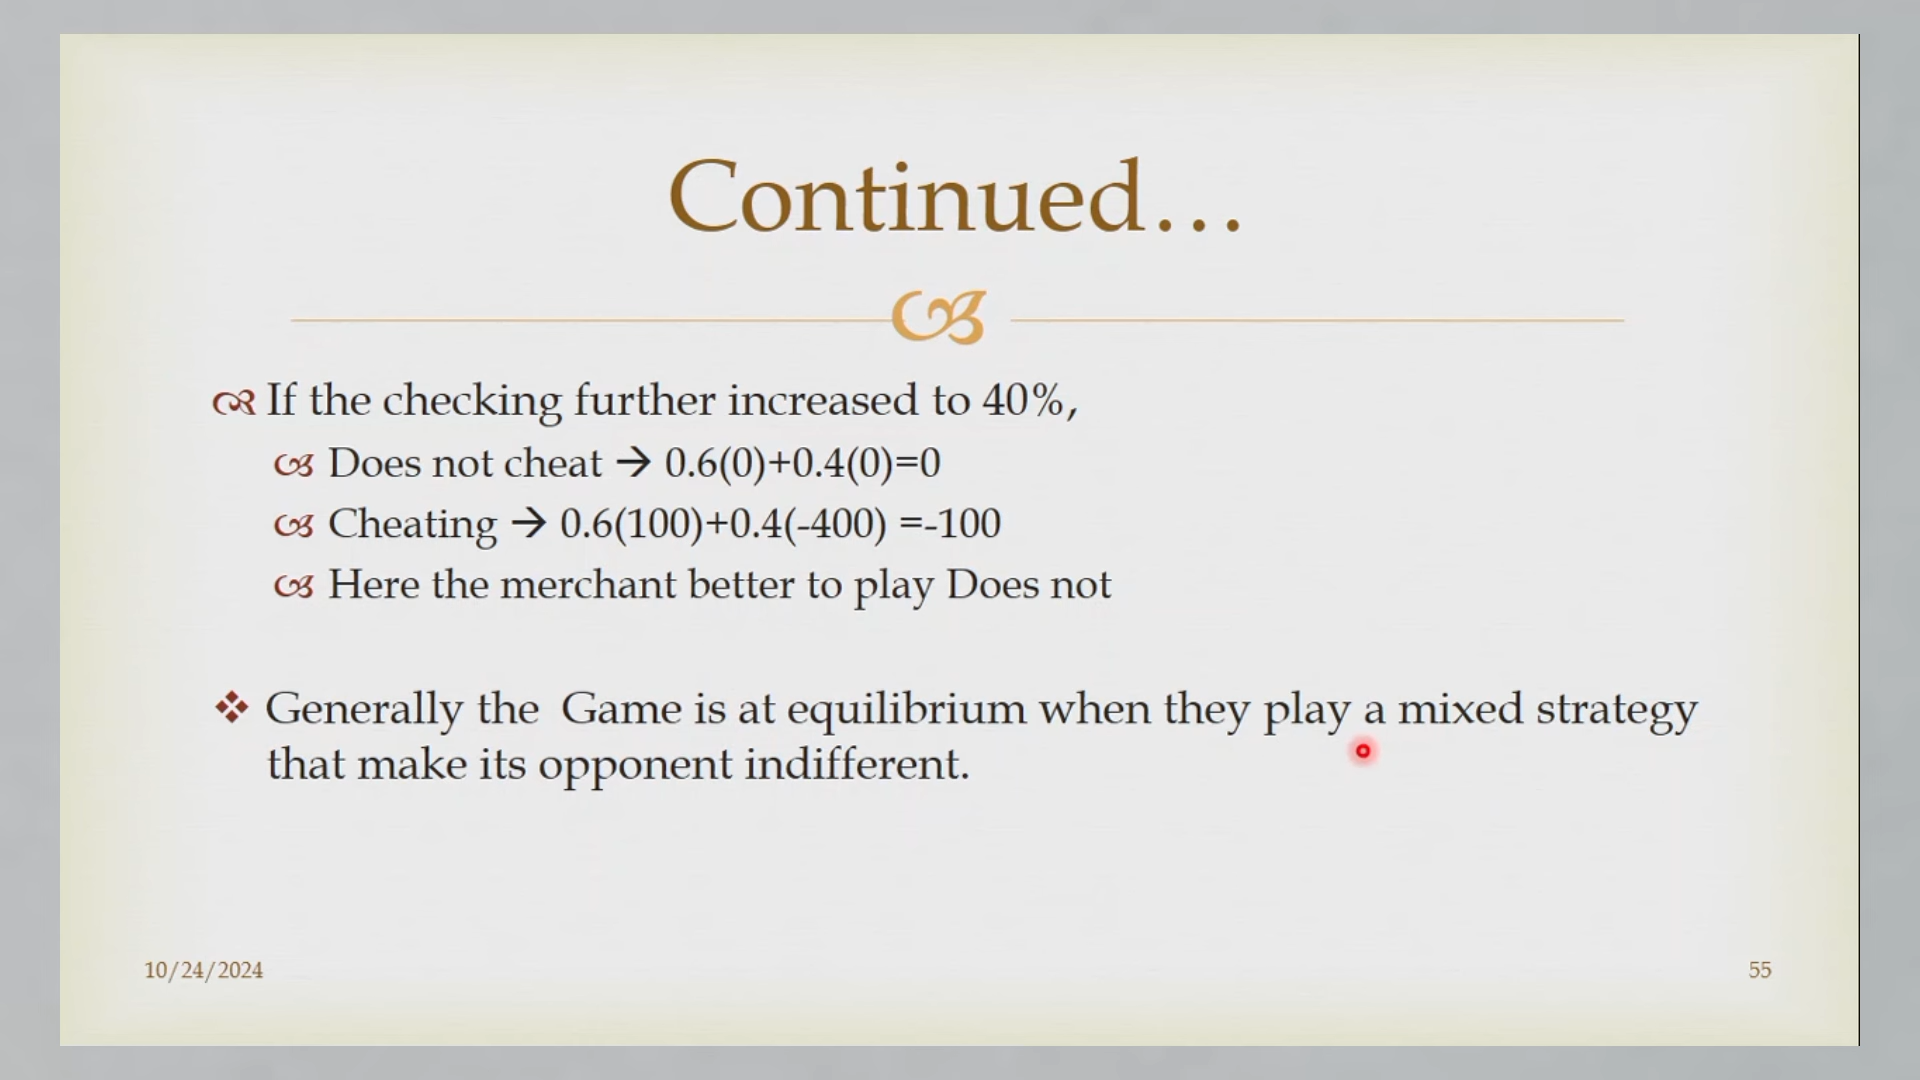 Continued…
If the checking further increased to 40%,
Does not cheat → 0.6(0)+0.4(0)=0
Cheating → 0.6(100)+0.4(-400) =-100
Here the merchant better to play Does not
Generally the Game is at equilibrium when they play a mixed strategy
that make its opponent indifferent.
10/24/2024
55